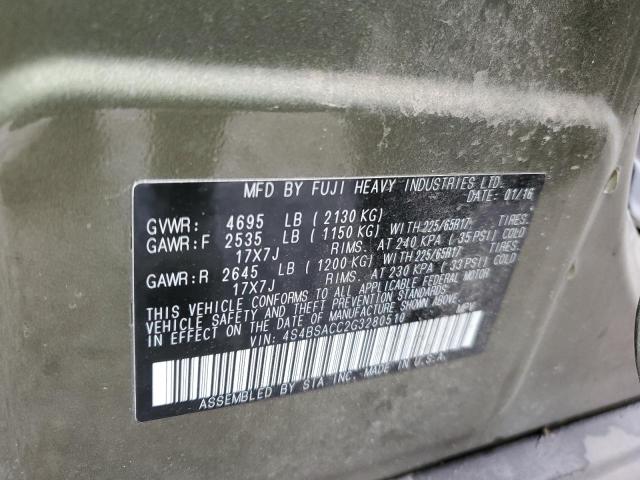 MFD BY FUJI HEAVY INDUSTRIES LTD.
DATE: 01/16
GVWR: 4695 LB (2130 KG)
GAWR:F 2535 LB (1150 KG) WITH 225/65R17 TIRES.
17X7J RIMS. AT 240 KPA (35 PSI) COLD
GAWR:R 2645 LB (1200 KG) WITH 225/65R17 TIRES.
17X7J RIMS. AT 230 KPA (33 PSI) COLD
THIS VEHICLE CONFORMS TO ALL APPLICABLE FEDERAL MOTOR
VEHICLE SAFETY AND THEFT PREVENTION STANDARDS
IN EFFECT ON THE DATE OF MANUFACTURE SHOWN ABOVE.
VIN: 4S4BSACC2G3280510 MPV
ASSEMBLED BY SIA INC. MADE IN U.S.A.